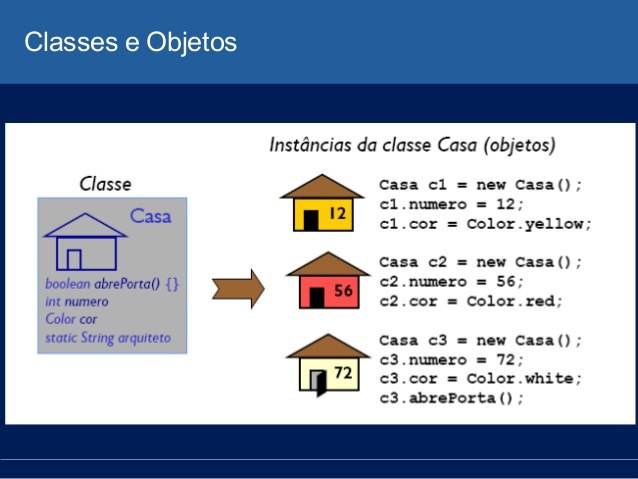 Classes e Objetos
Instâncias da classe Casa (objetos)
Classe
Casa
boolean abrePorta() {}
int numero
Color cor
static String arquiteto
12
Casa c1 = new Casa();
c1.numero = 12;
c1.cor = Color.yellow;
56
Casa c2 = new Casa();
c2.numero = 56;
c2.cor = Color.red;
72
Casa c3 = new Casa();
c3.numero = 72;
c3.cor = Color.white;
c3.abrePorta();